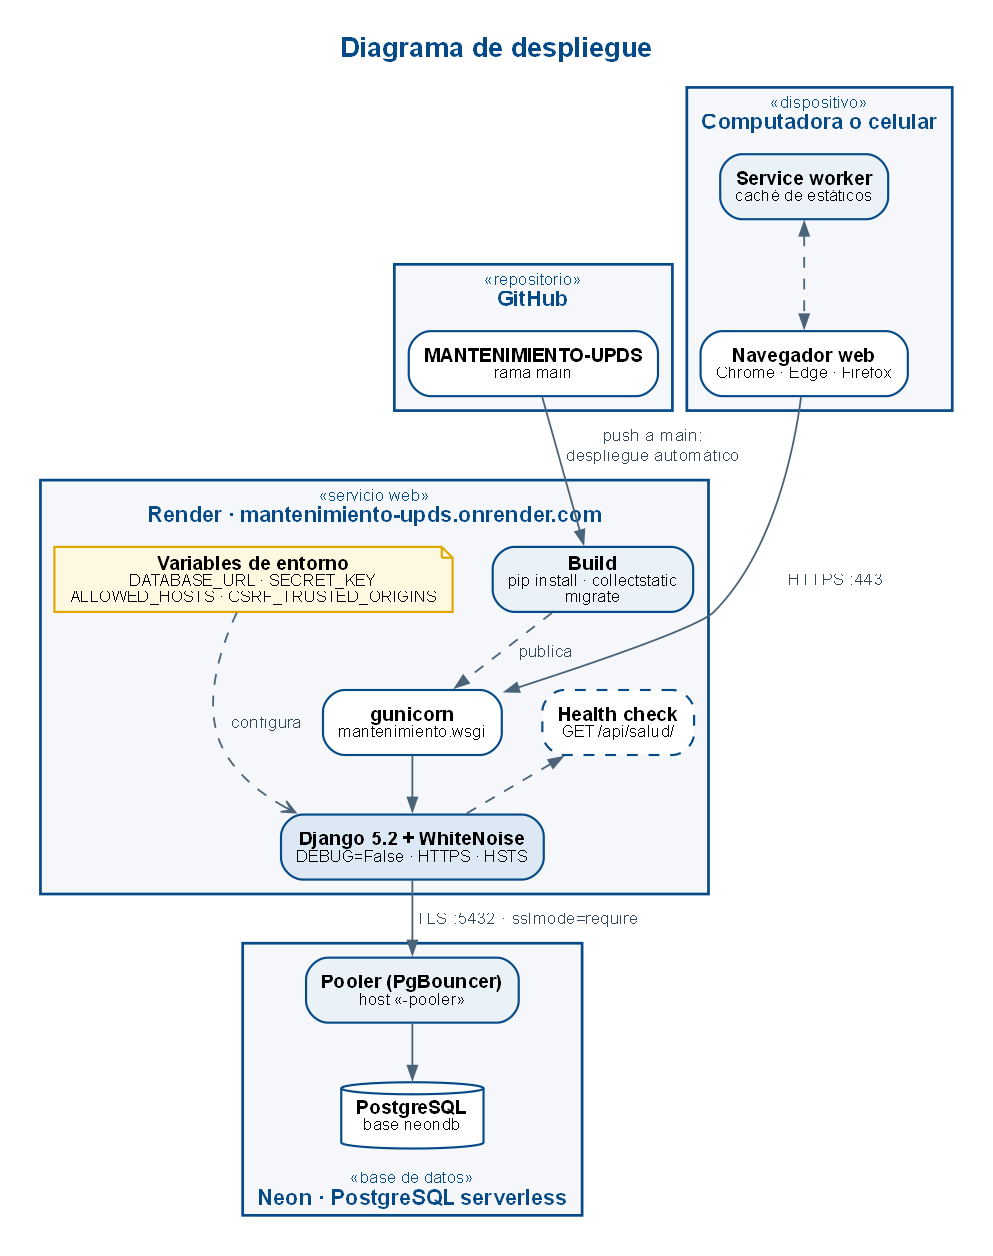 Diagrama de despliegue
«dispositivo»
Computadora o celular
Service worker
caché de estáticos
«repositorio»
GitHub
MANTENIMIENTO-UPDS
rama main
Navegador web
Chrome · Edge · Firefox
push a main:
despliegue automático
«servicio web»
Render · mantenimiento-upds.onrender.com
Variables de entorno
DATABASE_URL · SECRET_KEY
ALLOWED_HOSTS · CSRF_TRUSTED_ORIGINS
Build
pip install · collectstatic
migrate
HTTPS :443
publica
gunicorn
mantenimiento.wsgi
Health check
GET /api/salud/
configura
Django 5.2 + WhiteNoise
DEBUG=False · HTTPS · HSTS
TLS :5432 · sslmode=require
Pooler (PgBouncer)
host «-pooler»
PostgreSQL
base neondb
«base de datos»
Neon · PostgreSQL serverless